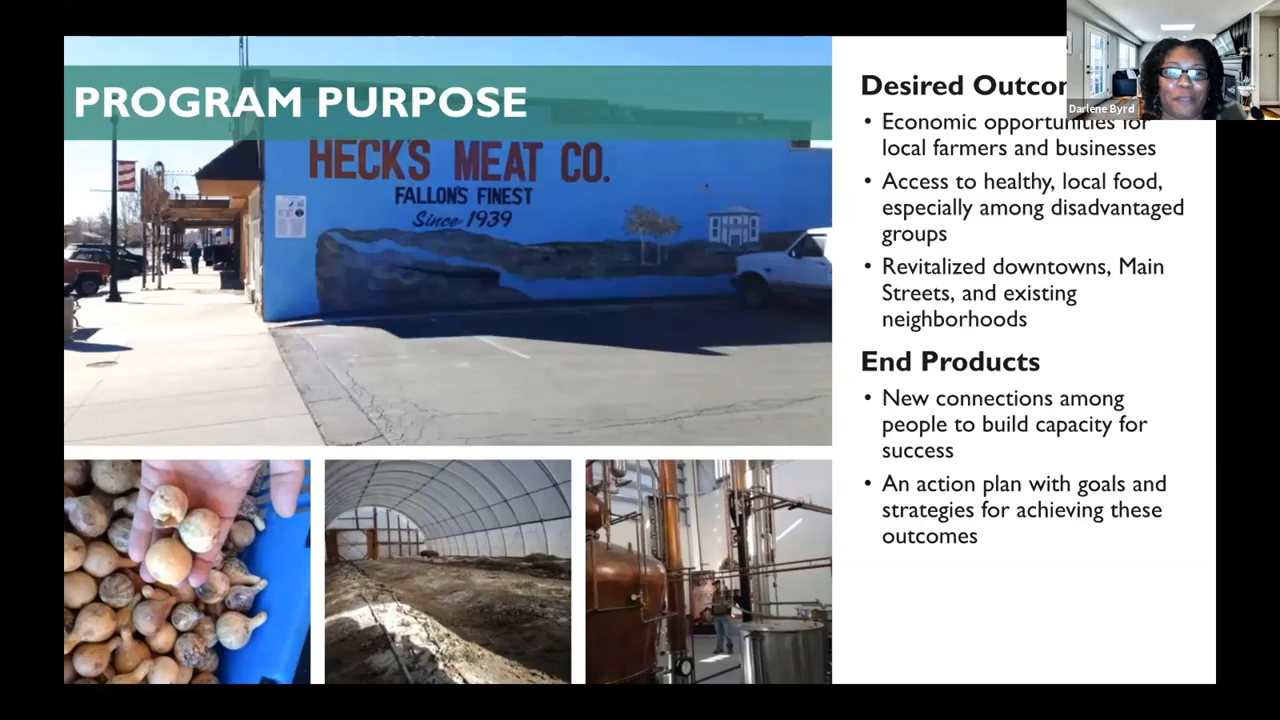 PROGRAM PURPOSE
HECK'S MEAT CO.
FALLON'S FINEST
Since 1939
Desired Outcom
Darlene Byrd
• Economic opportunities for
local farmers and businesses
• Access to healthy, local food,
especially among disadvantaged
groups
• Revitalized downtowns, Main
Streets, and existing
neighborhoods
End Products
• New connections among
people to build capacity for
success
• An action plan with goals and
strategies for achieving these
outcomes